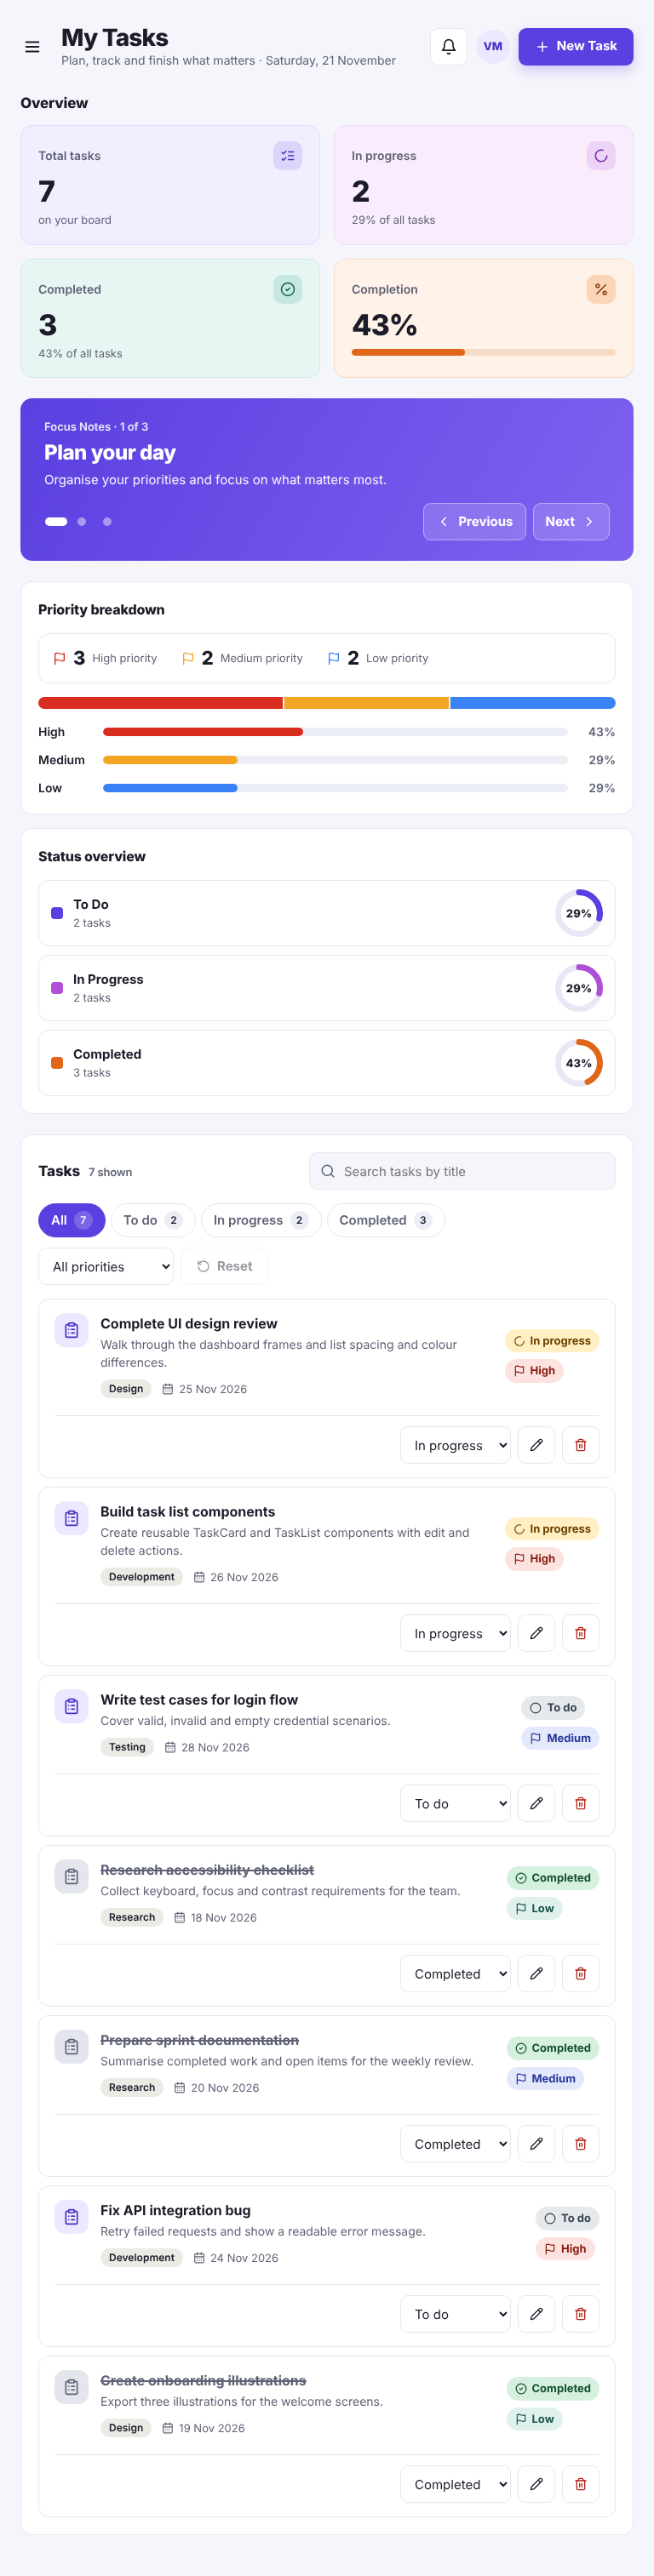 My Tasks
Plan, track and finish what matters · Saturday, 21 November
VM
New Task
Overview
Total tasks
7
on your board
In progress
2
29% of all tasks
Completed
3
43% of all tasks
Completion
43%
Focus Notes · 1 of 3
Plan your day
Organise your priorities and focus on what matters most.
Previous
Next
Priority breakdown
3 High priority
2 Medium priority
2 Low priority
High 43%
Medium 29%
Low 29%
Status overview
To Do
2 tasks
29%
In Progress
2 tasks
29%
Completed
3 tasks
43%
Tasks 7 shown
Search tasks by title
All 7
To do 2
In progress 2
Completed 3
All priorities
Reset
Complete UI design review
Walk through the dashboard frames and list spacing and colour
differences.
Design 25 Nov 2026
In progress
High
In progress
Build task list components
Create reusable TaskCard and TaskList components with edit and
delete actions.
Development 26 Nov 2026
In progress
High
In progress
Write test cases for login flow
Cover valid, invalid and empty credential scenarios.
Testing 28 Nov 2026
To do
Medium
To do
Research accessibility checklist
Collect keyboard, focus and contrast requirements for the team.
Research 18 Nov 2026
Completed
Low
Completed
Prepare sprint documentation
Summarise completed work and open items for the weekly review.
Research 20 Nov 2026
Completed
Medium
Completed
Fix API integration bug
Retry failed requests and show a readable error message.
Development 24 Nov 2026
To do
High
To do
Create onboarding illustrations
Export three illustrations for the welcome screens.
Design 19 Nov 2026
Completed
Low
Completed